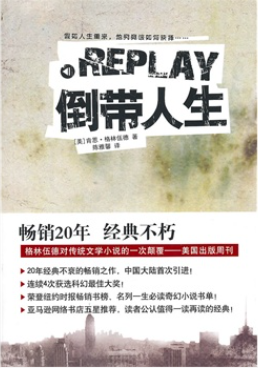 假如人生重来，你将会该如何抉择……
REPLAY
倒带人生
[美]肯恩·格林伍德 著
陈雅馨 译
畅销20年 经典不朽
格林伍德对传统文学小说的一次颠覆——美国出版周刊
▶20年经典不衰的畅销之作，中国大陆首次引进！
▶连续4次获选科幻最佳大奖！
▶荣登纽约时报畅销书榜，名列一生必读奇幻小说书单！
▶亚马逊网络书店五星推荐，读者公认值得一读再读的经典！